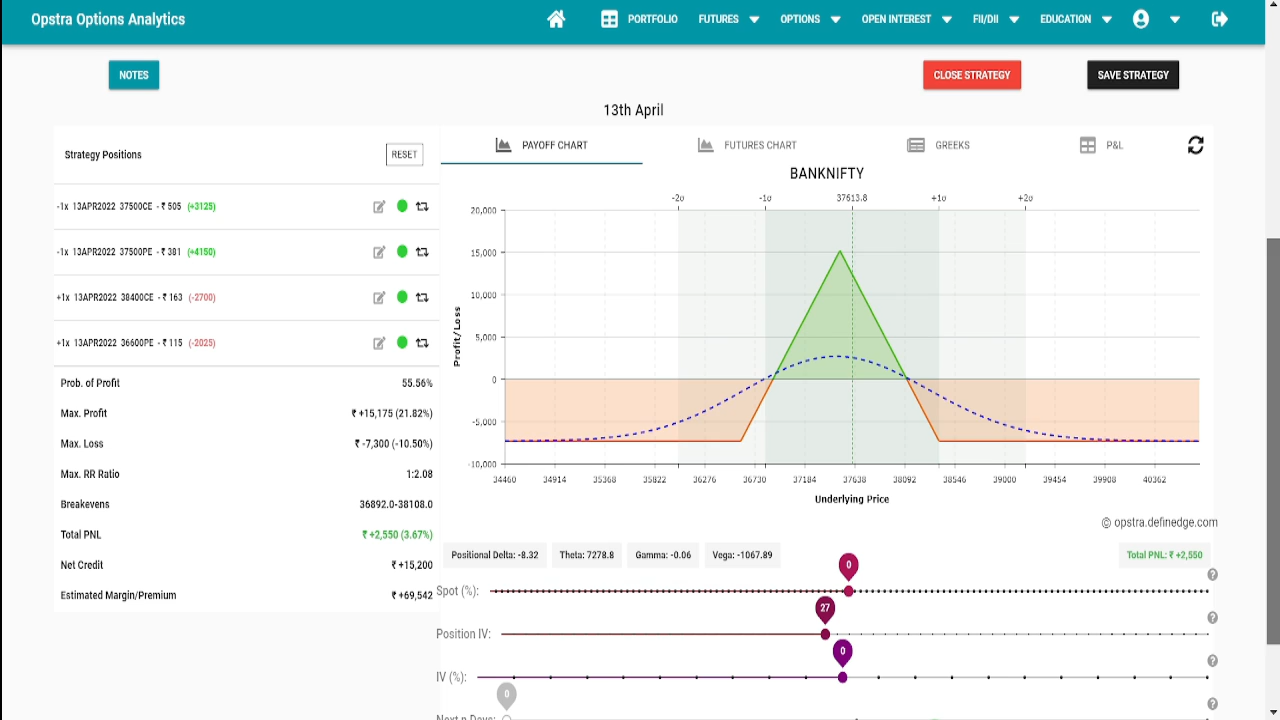 Opstra Options Analytics
PORTFOLIO FUTURES OPTIONS OPEN INTEREST FII/DII EDUCATION
NOTES CLOSE STRATEGY SAVE STRATEGY
13th April
Strategy Positions RESET
-1x 13APR2022 37500CE - ₹ 505 (+3125)
-1x 13APR2022 37500PE - ₹ 381 (+4150)
+1x 13APR2022 38400CE - ₹ 163 (-2700)
+1x 13APR2022 36600PE - ₹ 115 (-2025)
Prob. of Profit 55.56%
Max. Profit ₹ +15,175 (21.82%)
Max. Loss ₹ -7,300 (-10.50%)
Max. RR Ratio 1:2.08
Breakevens 36892.0-38108.0
Total PNL ₹ +2,550 (3.67%)
Net Credit ₹ +15,200
Estimated Margin/Premium ₹ +69,542
PAYOFF CHART FUTURES CHART GREEKS P&L
BANKNIFTY
-2σ -1σ 37613.8 +1σ +2σ
20,000
15,000
10,000
5,000
0
-5,000
-10,000
Profit/Loss
34460 34914 35368 35822 36276 36730 37184 37638 38092 38546 39000 39454 39908 40362
Underlying Price
© opstra.definedge.com
Positional Delta: -8.32 Theta: 7278.8 Gamma: -0.06 Vega: -1067.89 Total PNL: ₹ +2,550
0
Spot (%):
27
Position IV:
0
IV (%):
0
Next n Days: